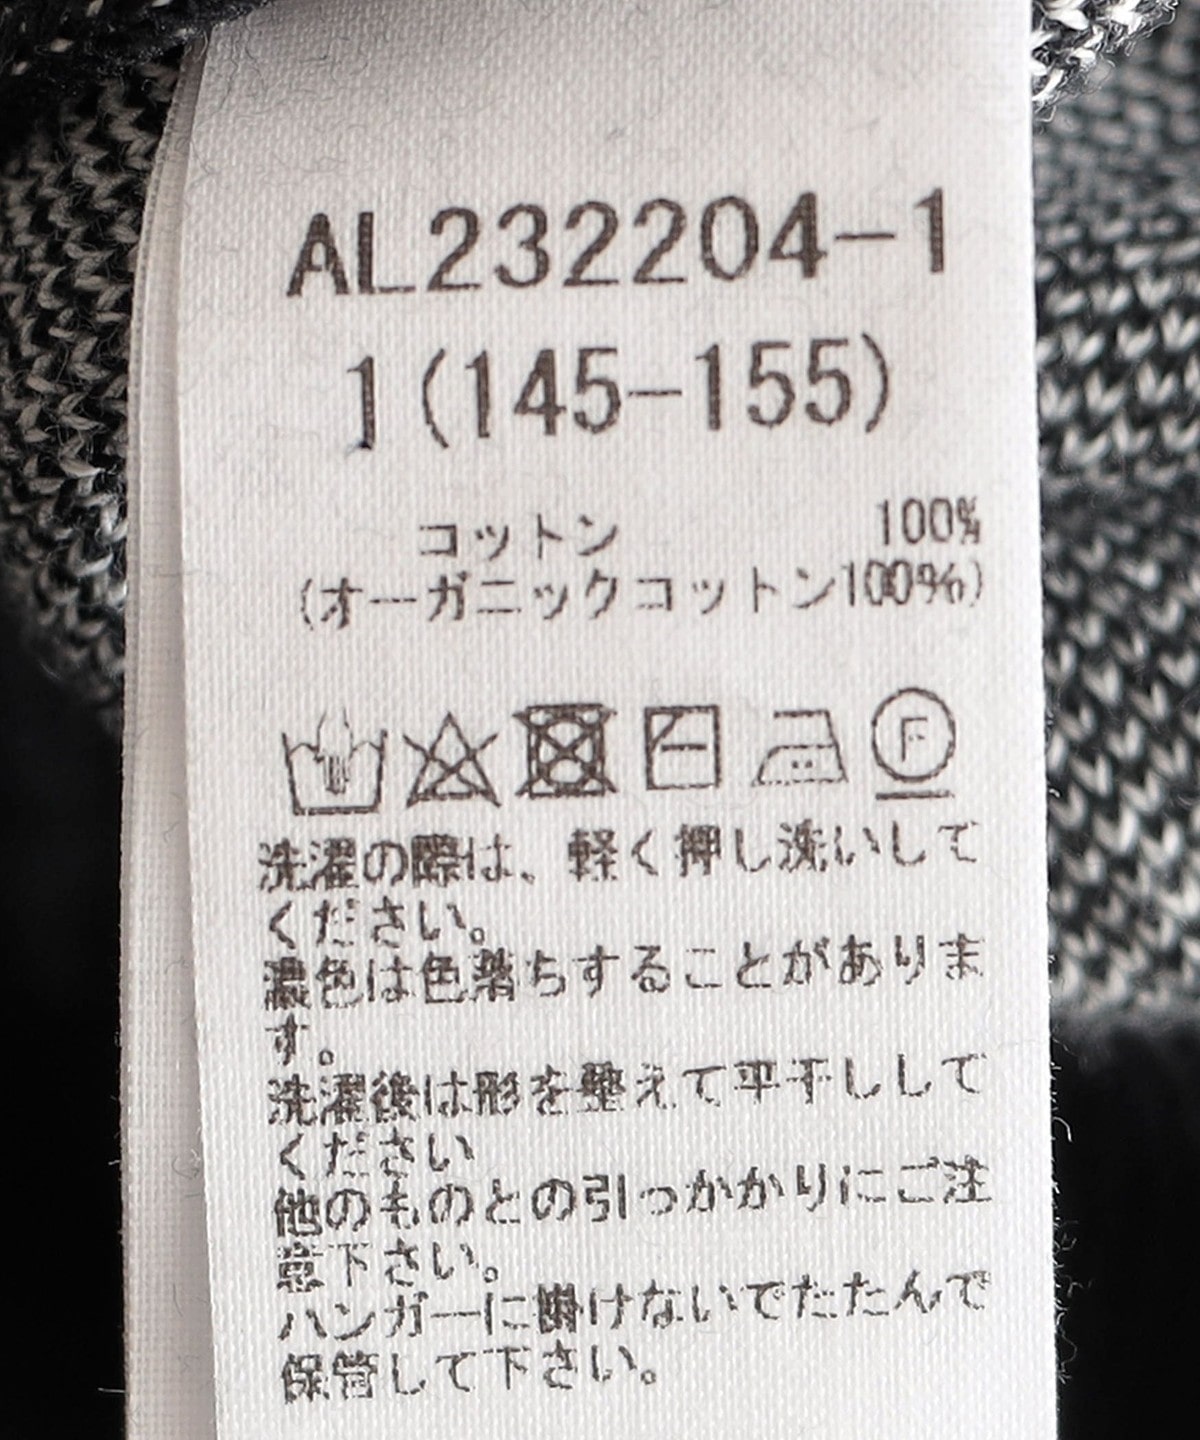 AL232204-1
1(145-155)
コットン 100%
(オーガニックコットン100%)
F
洗濯の際は、軽く押し洗いして
ください。
濃色は色落ちすることがありま
す。
洗濯後は形を整えて平干しして
ください
他のものとの引っかかりにご注
意下さい。
ハンガーに掛けないでたたんで
保管して下さい。